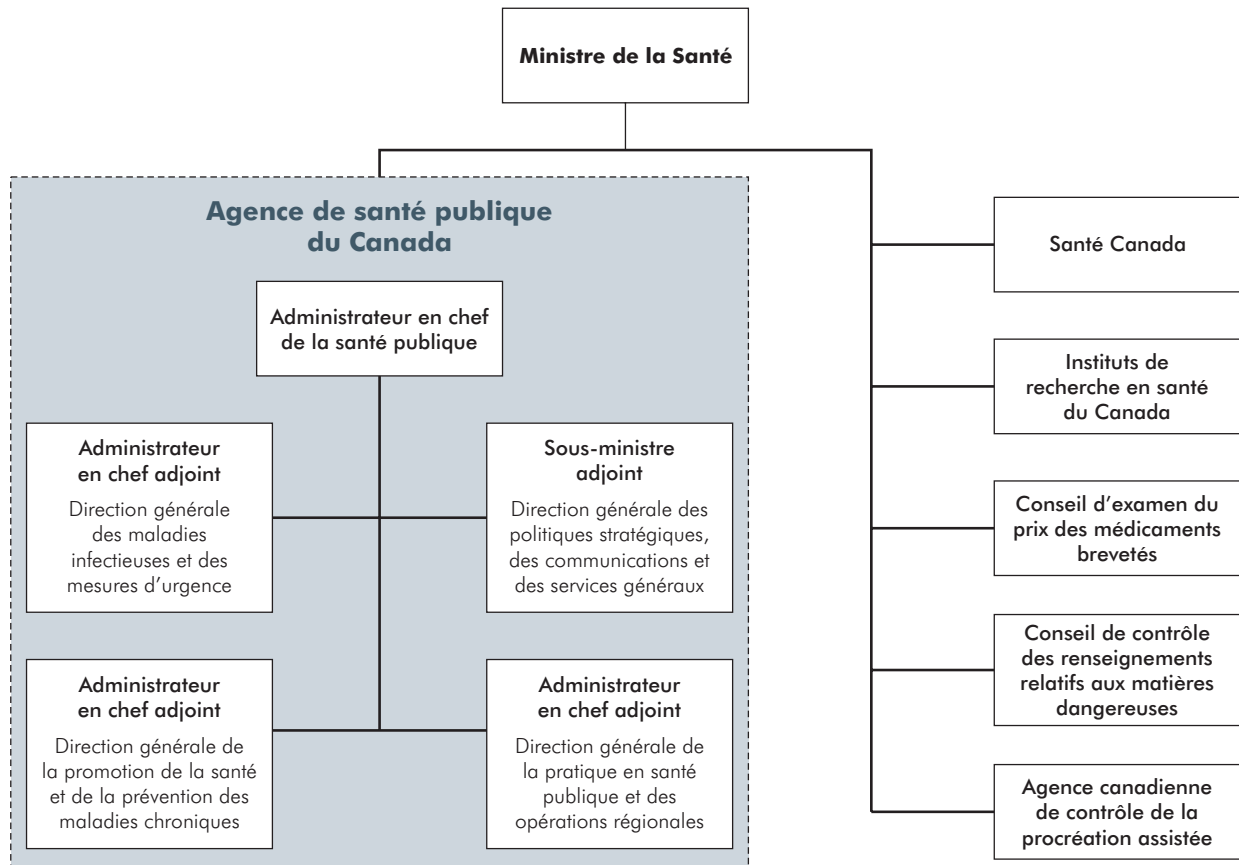 Ministre de la Santé
Agence de santé publique
du Canada
Administrateur en chef
de la santé publique
Administrateur
en chef adjoint
Direction générale
des maladies
infectieuses et des
mesures d’urgence
Sous-ministre
adjoint
Direction générale des
politiques stratégiques,
des communications et
des services généraux
Administrateur
en chef adjoint
Direction générale de
la promotion de la santé
et de la prévention des
maladies chroniques
Administrateur
en chef adjoint
Direction générale de
la pratique en santé
publique et des
opérations régionales
Santé Canada
Instituts de
recherche en santé
du Canada
Conseil d’examen du
prix des médicaments
brevetés
Conseil de contrôle
des renseignements
relatifs aux matières
dangereuses
Agence canadienne
de contrôle de la
procréation assistée